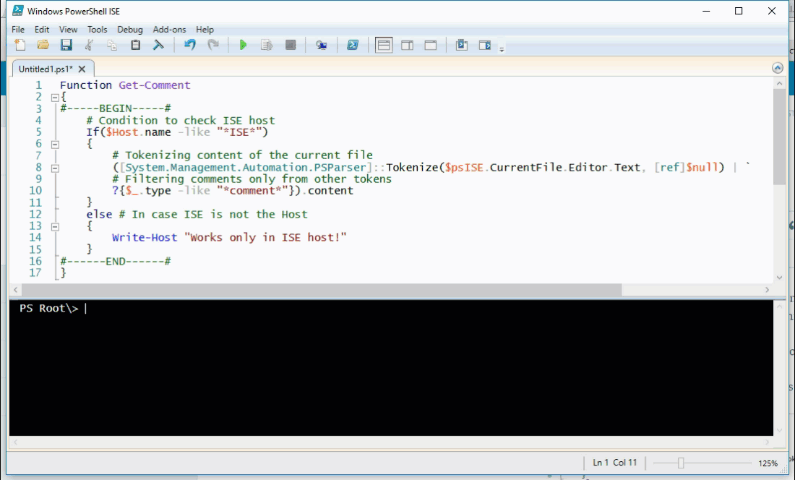 Windows PowerShell ISE
File Edit View Tools Debug Add-ons Help
Untitled1.ps1* X
1 Function Get-Comment
2 {
3 #-----BEGIN-----#
4 # Condition to check ISE host
5 If($Host.name -like "*ISE*")
6 {
7 # Tokenizing content of the current file
8 ([System.Management.Automation.PSParser]::Tokenize($psISE.CurrentFile.Editor.Text, [ref]$null) | `
9 # Filtering comments only from other tokens
10 ?{$_.type -like "*comment*"}).content
11 }
12 else # In case ISE is not the Host
13 {
14 Write-Host "Works only in ISE host!"
15 }
16 #------END------#
17 }
PS Root\>
Ln 1 Col 11 125%